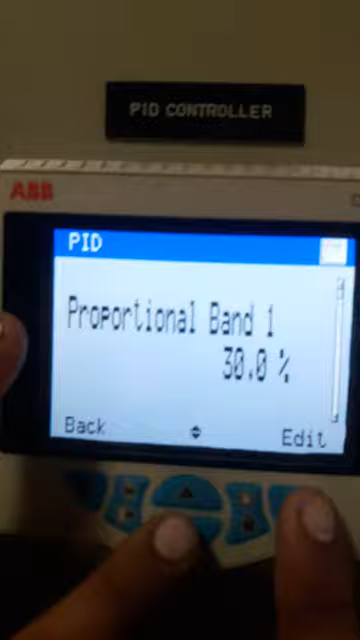 PID CONTROLLER
ABB
PID
Proportional Band 1
30.0 %
Back
Edit